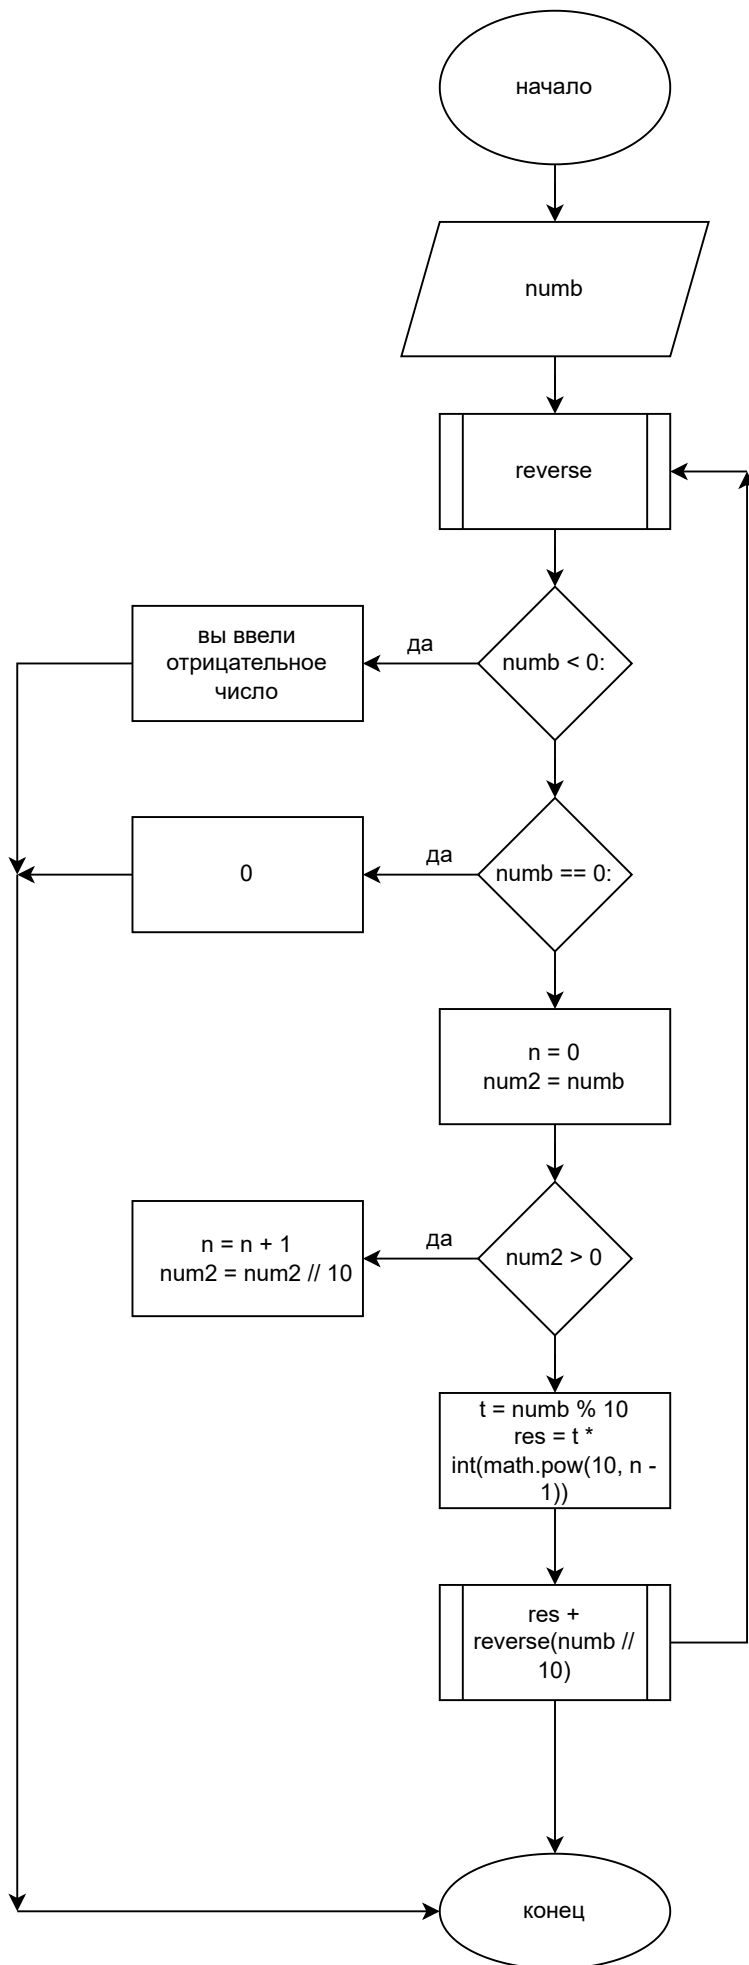 начало
numb
reverse
да
numb < 0:
вы ввели
отрицательное
число
да
numb == 0:
0
n = 0
num2 = numb
да
num2 > 0
n = n + 1
num2 = num2 // 10
t = numb % 10
res = t *
int(math.pow(10, n -
1))
res +
reverse(numb //
10)
конец